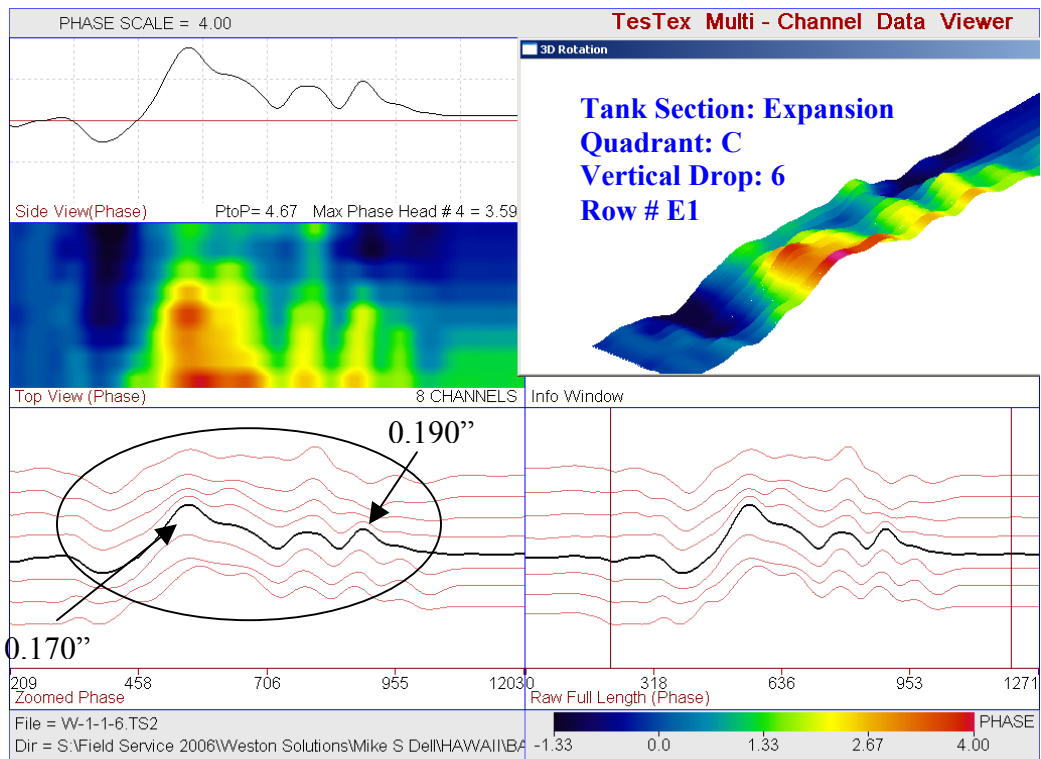 PHASE SCALE = 4.00
TesTex Multi - Channel Data Viewer
3D Rotation
Tank Section: Expansion
Quadrant: C
Vertical Drop: 6
Row # E1
Side View(Phase) PtoP= 4.67 Max Phase Head # 4 = 3.59
Top View (Phase) 8 CHANNELS
Info Window
0.190”
0.170”
209 458 706 955 1203
Zoomed Phase
0 318 636 953 1271
Raw Full Length (Phase)
File = W-1-1-6.TS2
Dir = S:\Field Service 2006\Weston Solutions\Mike S Dell\HAWAII\BA
PHASE
-1.33 0.0 1.33 2.67 4.00